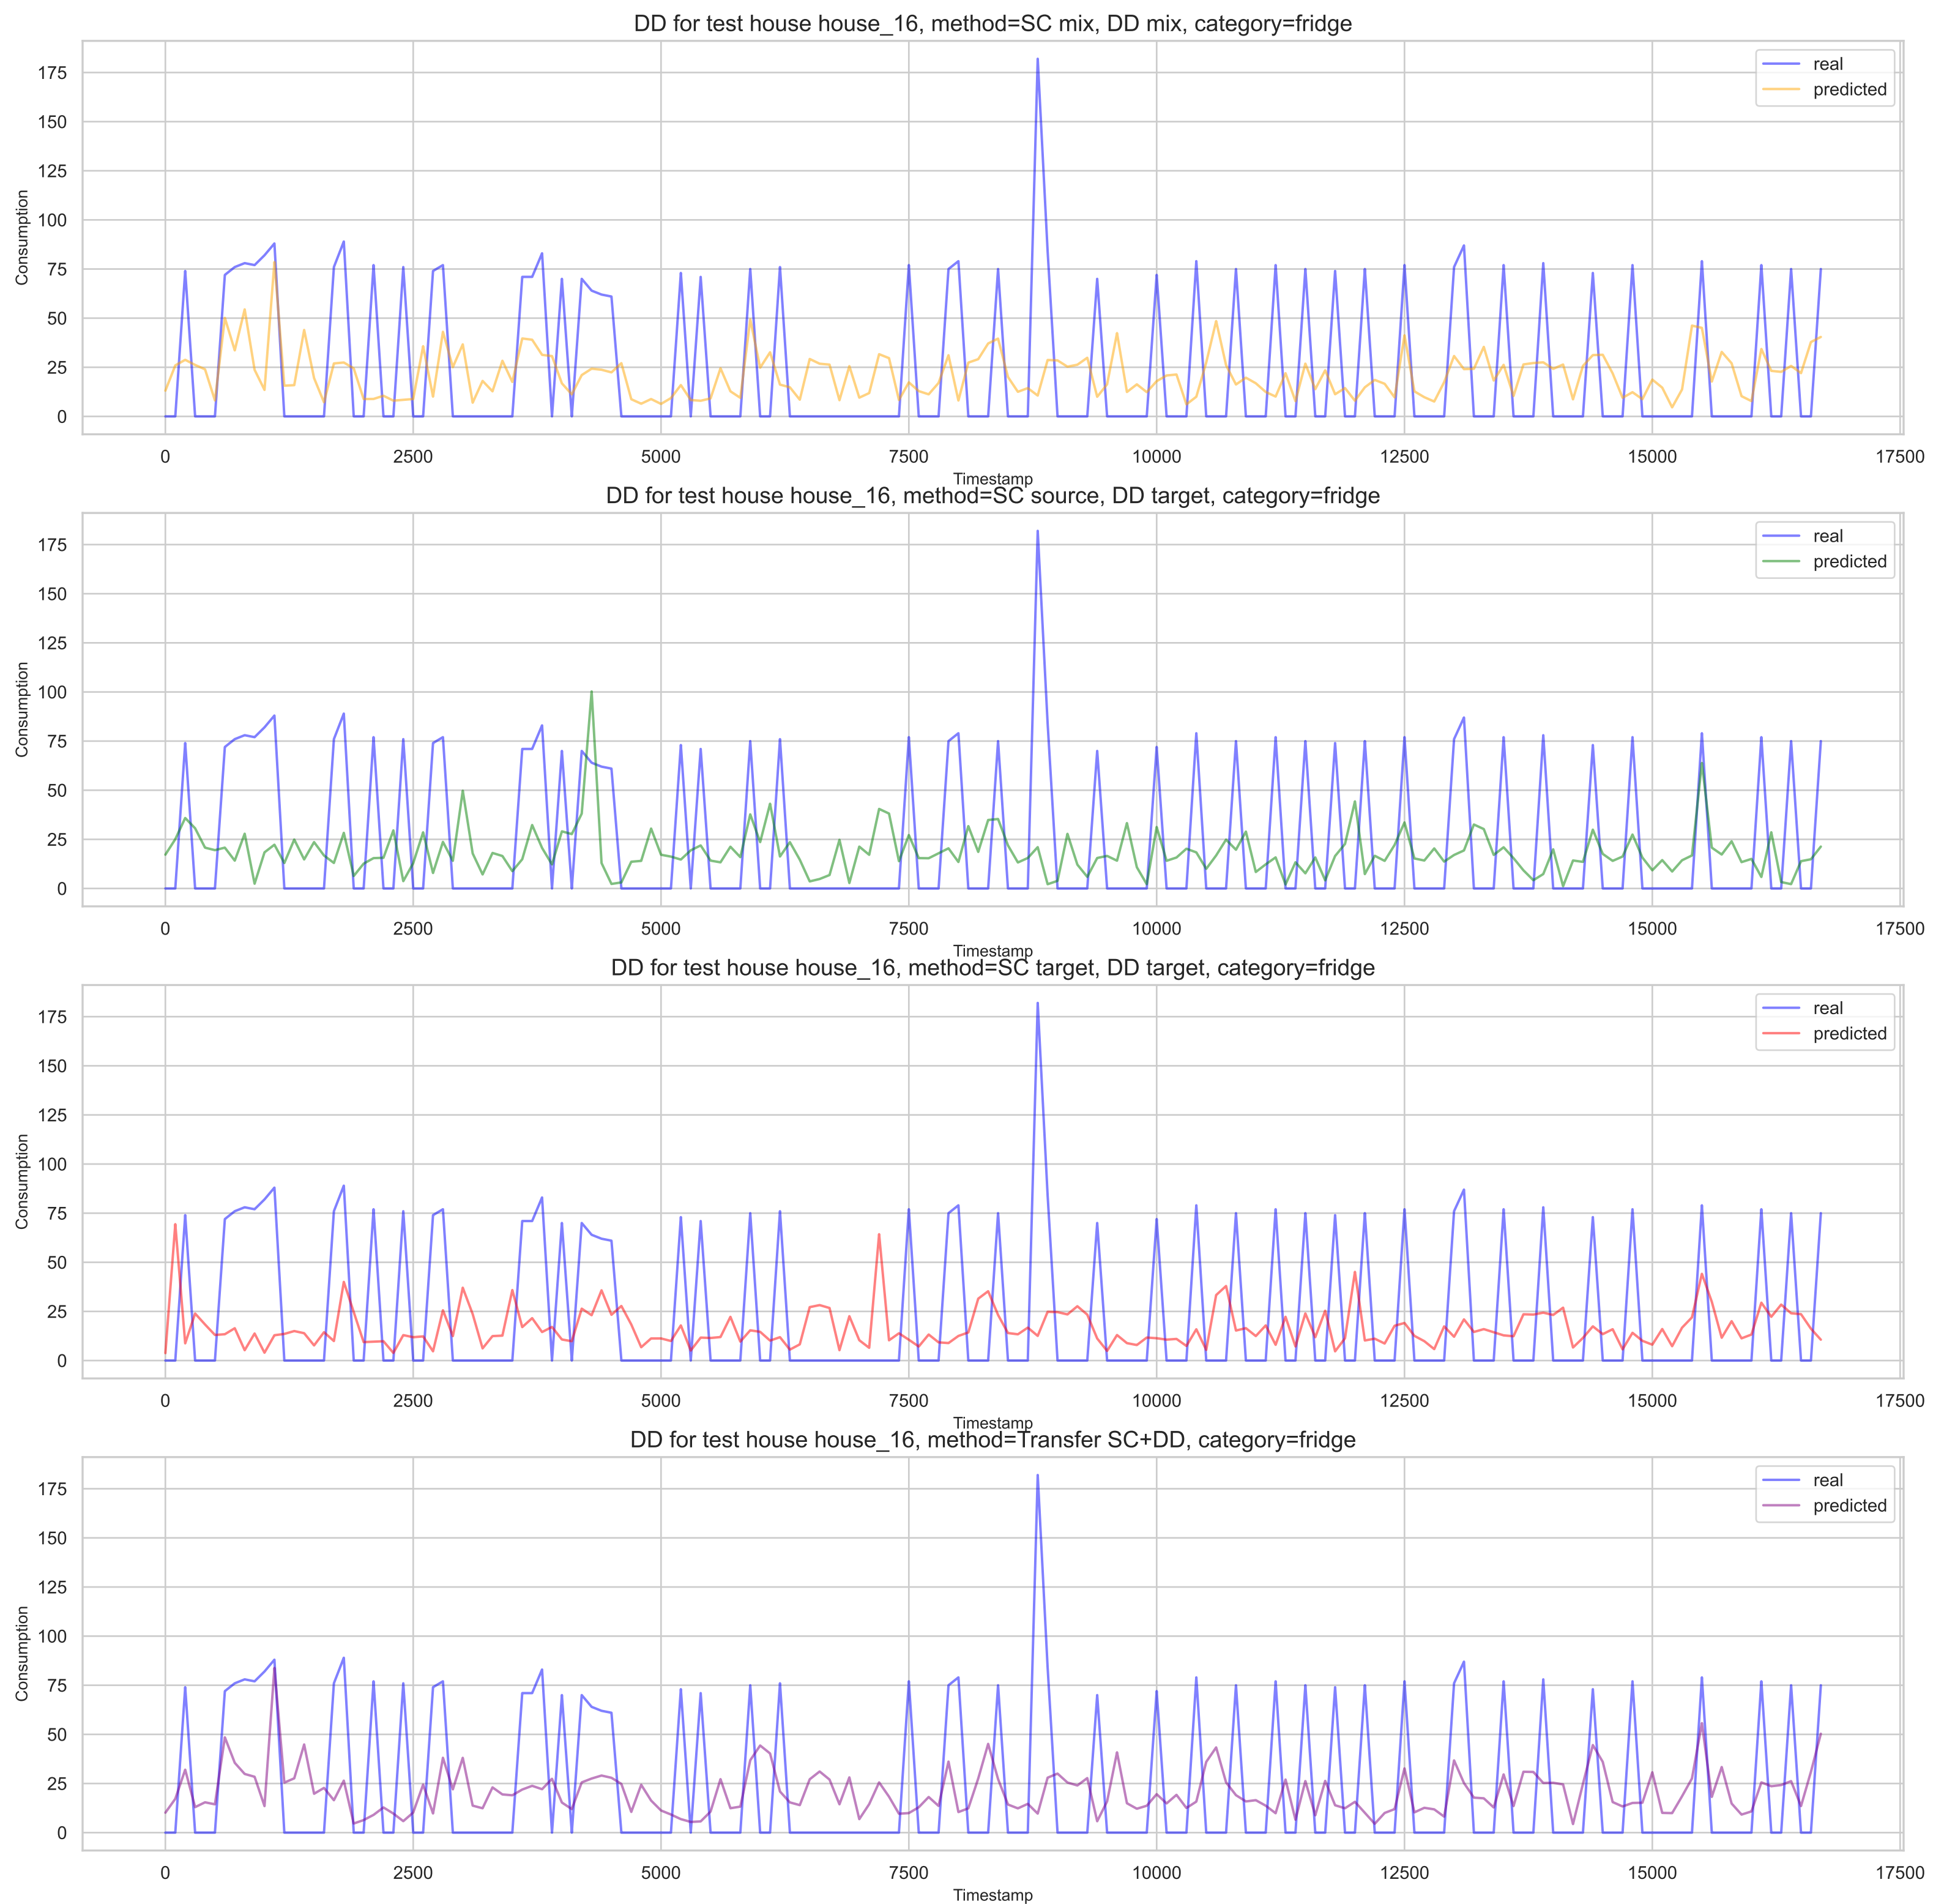 DD for test house house_16, method=SC mix, DD mix, category=fridge
175
150
125
100
75
50
25
0
Consumption
real
predicted
0 2500 5000 7500 10000 12500 15000 17500
Timestamp
DD for test house house_16, method=SC source, DD target, category=fridge
175
150
125
100
75
50
25
0
Consumption
real
predicted
0 2500 5000 7500 10000 12500 15000 17500
Timestamp
DD for test house house_16, method=SC target, DD target, category=fridge
175
150
125
100
75
50
25
0
Consumption
real
predicted
0 2500 5000 7500 10000 12500 15000 17500
Timestamp
DD for test house house_16, method=Transfer SC+DD, category=fridge
175
150
125
100
75
50
25
0
Consumption
real
predicted
0 2500 5000 7500 10000 12500 15000 17500
Timestamp